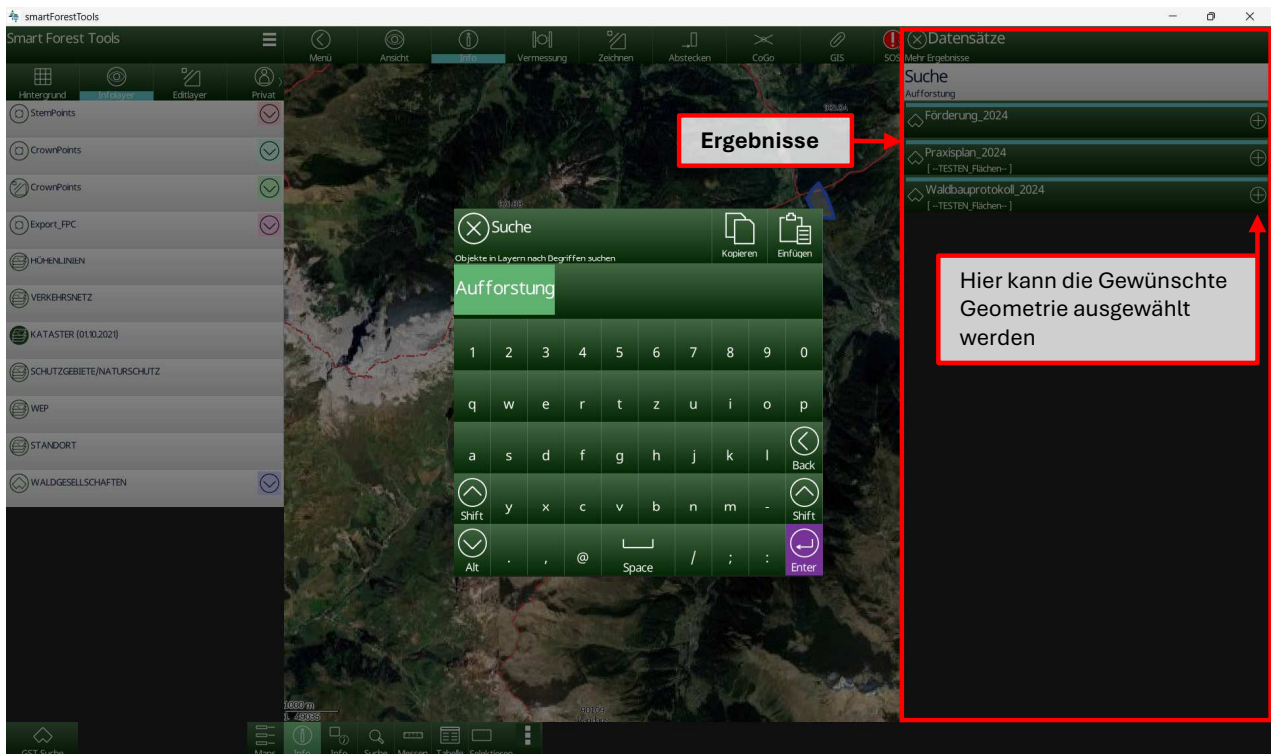 smartForestTools
Smart Forest Tools
Menü
Ansicht
Info
Vermessung
Zeichnen
Abstecken
CoGo
GIS
SOS
Datensätze
Mehr Ergebnisse
Hintergrund
Infolayer
Editlayer
Privat
Suche
Aufforstung
StemPoints
CrownPoints
CrownPoints
Export_FPC
HÖHENLINIEN
VERKEHRSNETZ
KATASTER (01.10.2021)
SCHUTZGEBIETE/NATURSCHUTZ
WEP
STANDORT
WALDGESELLSCHAFTEN
Förderung_2024
Praxisplan_2024
[ --TESTEN_Flächen-- ]
Waldbauprotokoll_2024
[ --TESTEN_Flächen-- ]
Ergebnisse
Hier kann die Gewünschte
Geometrie ausgewählt
werden
Suche
Objekte in Layern nach Begriffen suchen
Kopieren
Einfügen
Aufforstung
1 2 3 4 5 6 7 8 9 0
q w e r t z u i o p
a s d f g h j k l Back
Shift y x c v b n m - Shift
Alt . , @ Space / ; : Enter
1000 m
GST Suche
Maps
Info
Info
Suche
Messen
Tabelle
Selektieren